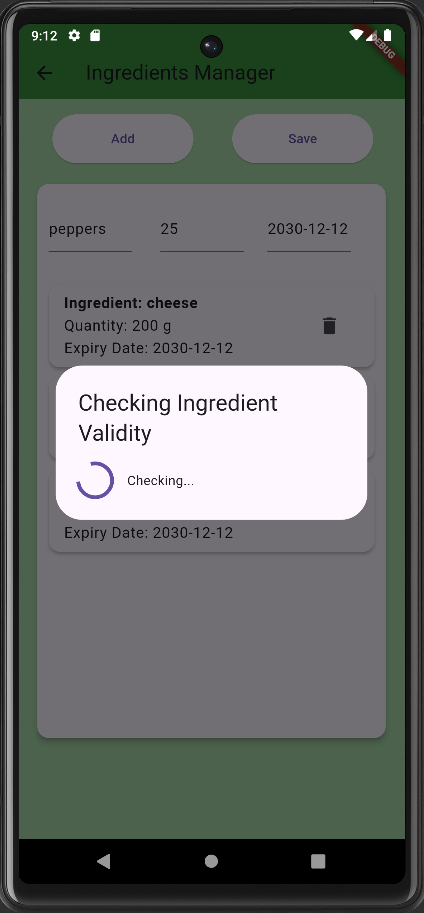 9:12
DEBUG
Ingredients Manager
Add Save
peppers 25 2030-12-12
Ingredient: cheese
Quantity: 200 g
Expiry Date: 2030-12-12
Checking Ingredient
Validity
Checking...
Expiry Date: 2030-12-12